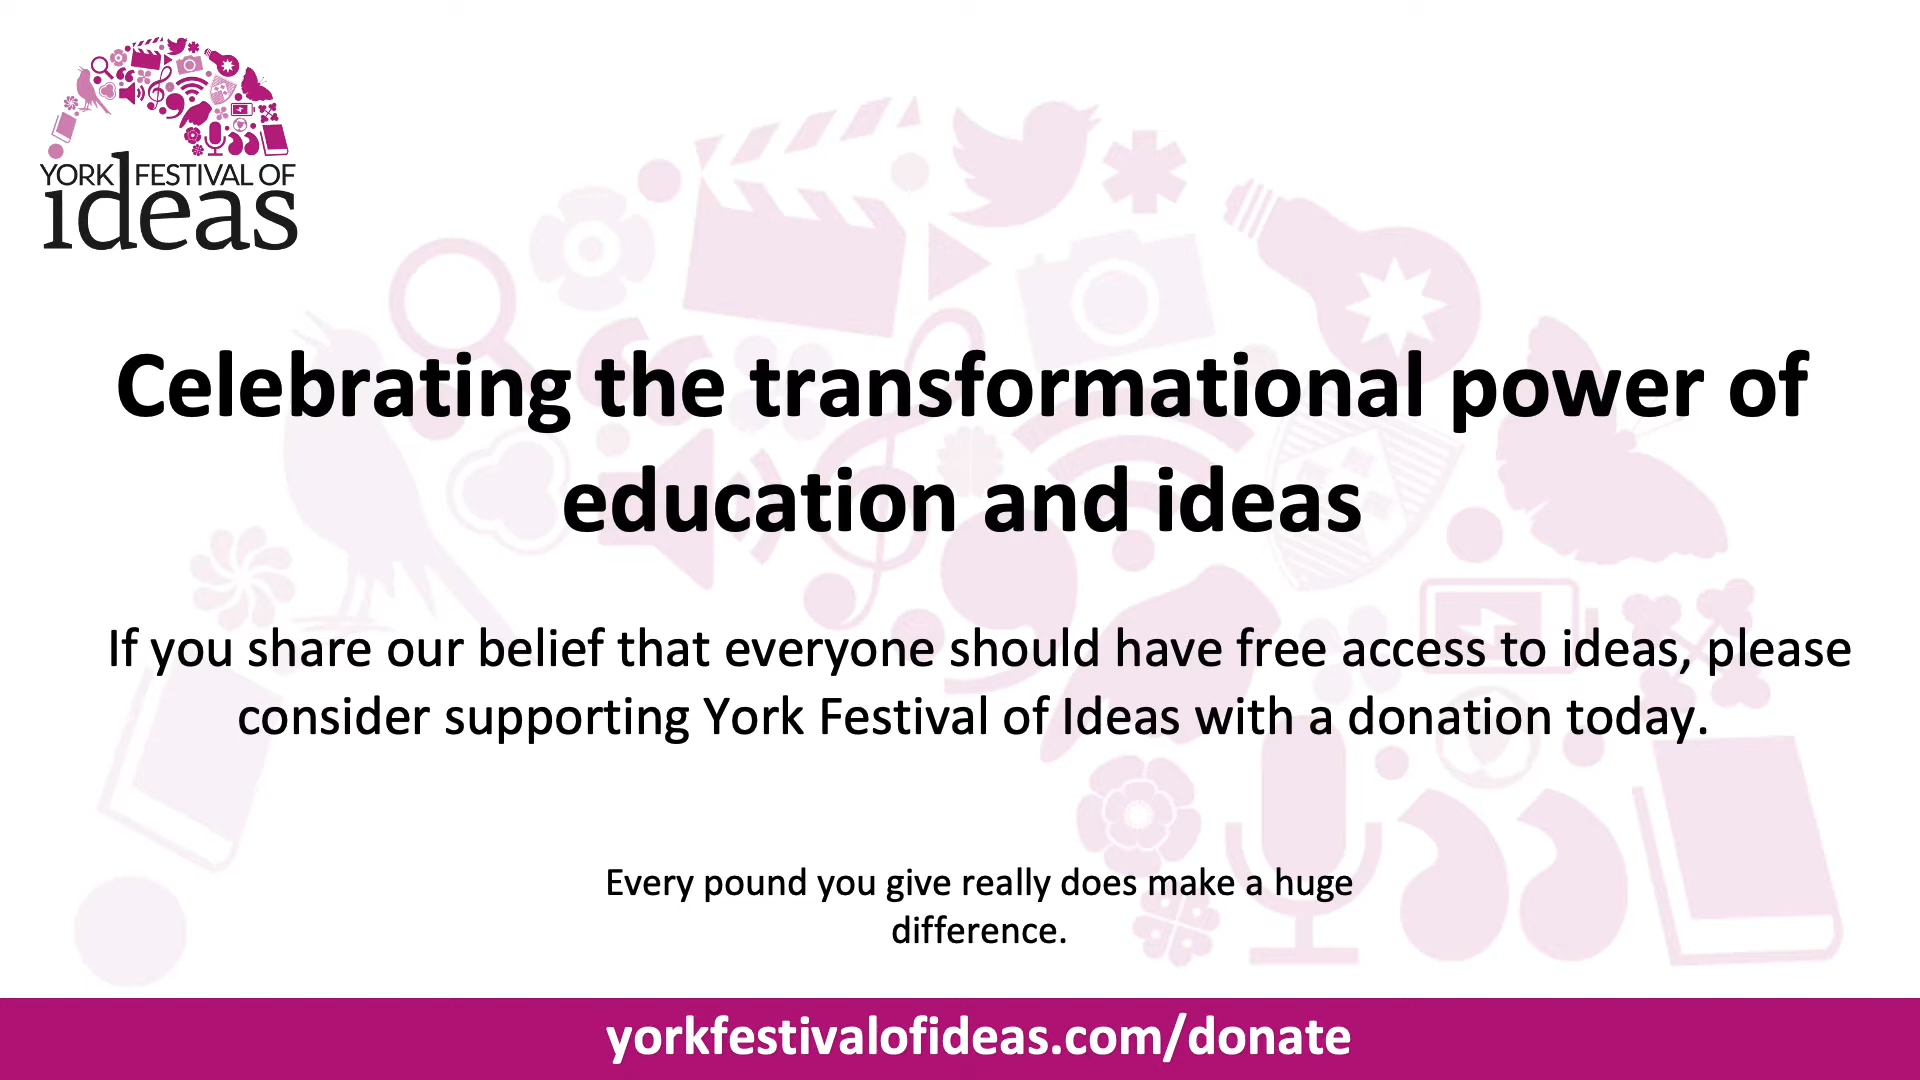 YORK FESTIVAL OF
ideas
Celebrating the transformational power of
education and ideas
If you share our belief that everyone should have free access to ideas, please
consider supporting York Festival of Ideas with a donation today.
Every pound you give really does make a huge
difference.
yorkfestivalofideas.com/donate